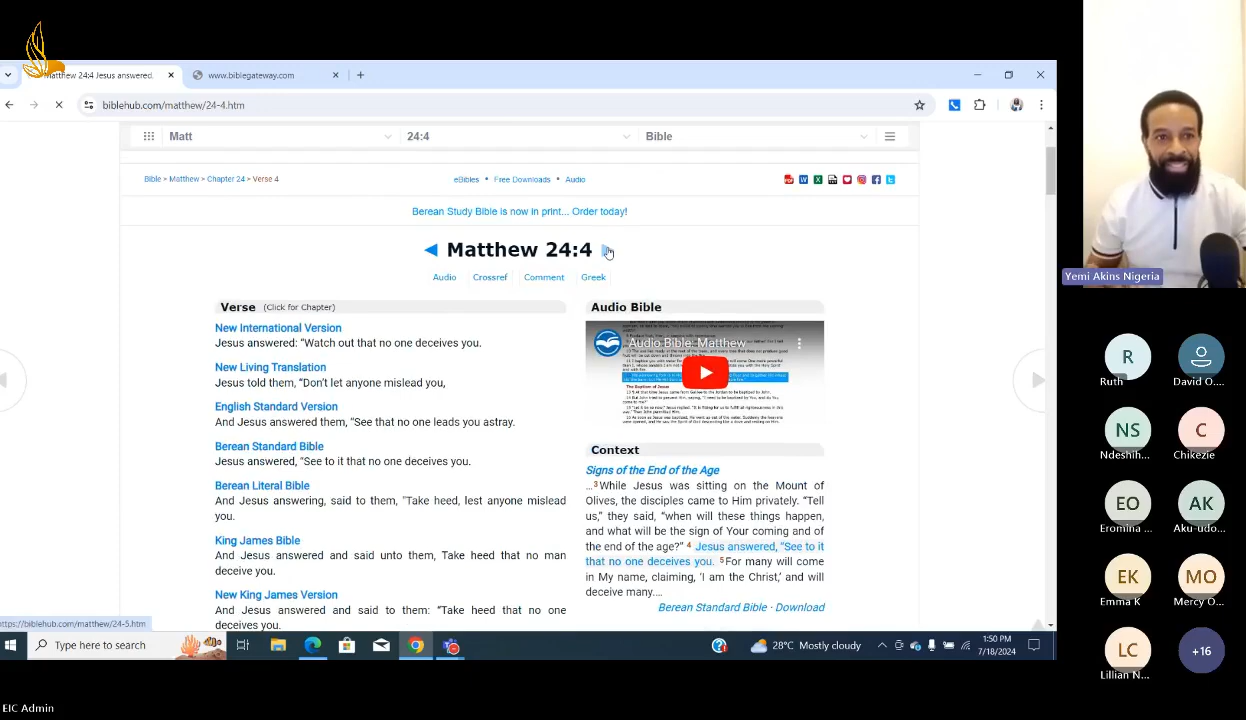 Matthew 24:4 Jesus answered.
www.biblegateway.com
biblehub.com/matthew/24-4.htm
Matt
24:4
Bible
Bible > Matthew > Chapter 24 > Verse 4
eBibles • Free Downloads • Audio
Berean Study Bible is now in print... Order today!
Matthew 24:4
Audio Crossref Comment Greek
Verse (Click for Chapter)
New International Version
Jesus answered: “Watch out that no one deceives you.
New Living Translation
Jesus told them, “Don’t let anyone mislead you,
English Standard Version
And Jesus answered them, “See that no one leads you astray.
Berean Standard Bible
Jesus answered, “See to it that no one deceives you.
Berean Literal Bible
And Jesus answering, said to them, "Take heed, lest anyone mislead
you.
King James Bible
And Jesus answered and said unto them, Take heed that no man
deceive you.
New King James Version
And Jesus answered and said to them: “Take heed that no one
deceives you.
Audio Bible
Audio Bible: Matthew
Context
Signs of the End of the Age
…3While Jesus was sitting on the Mount of
Olives, the disciples came to Him privately. “Tell
us,” they said, “when will these things happen,
and what will be the sign of Your coming and of
the end of the age?” 4 Jesus answered, “See to it
that no one deceives you. 5For many will come
in My name, claiming, ‘I am the Christ,’ and will
deceive many.…
Berean Standard Bible · Download
https://biblehub.com/matthew/24-5.htm
Type here to search
28°C Mostly cloudy
1:50 PM
7/18/2024
Yemi Akins Nigeria
R
Ruth
David O...
NS
Ndeshih...
C
Chikezie
EO
Eromina ...
AK
Aku-udo...
EK
Emma K
MO
Mercy O...
LC
Lillian N...
+16
EIC Admin